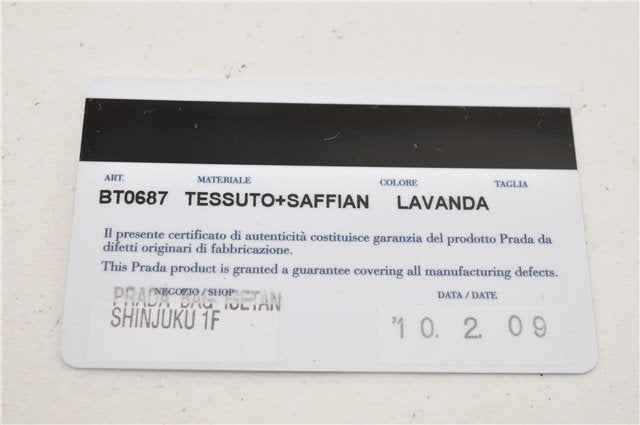 ART. MATERIALE COLORE TAGLIA
BT0687 TESSUTO+SAFFIAN LAVANDA
Il presente certificato di autenticità costituisce garanzia del prodotto Prada da
difetti originari di fabbricazione.
This Prada product is granted a guarantee covering all manufacturing defects.
NEGOZIO / SHOP DATA / DATE
PRADA BAG ISETAN
SHINJUKU 1F
'10. 2. 09